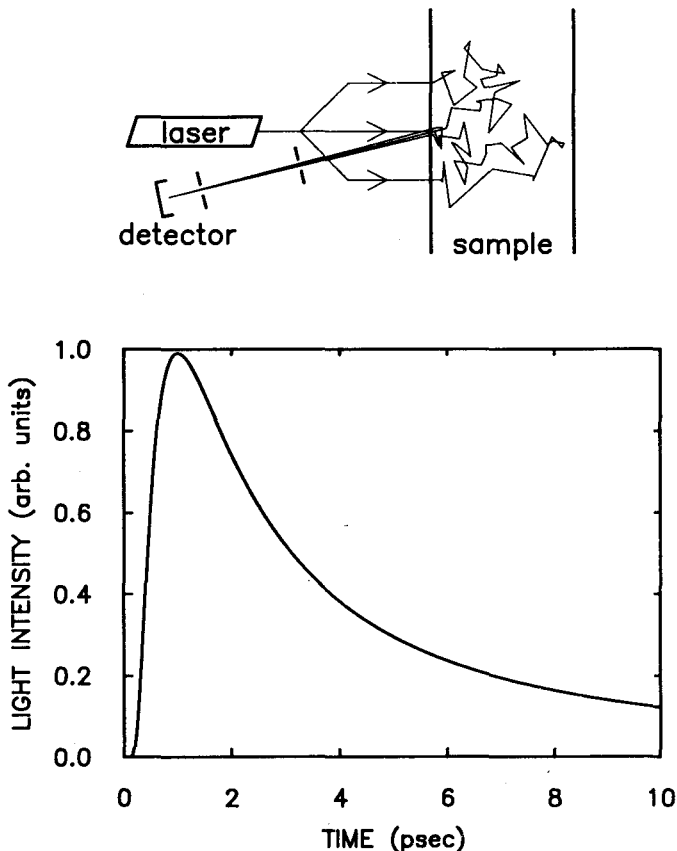 laser
detector
sample
LIGHT INTENSITY (arb. units)
1.0
0.8
0.6
0.4
0.2
0.0
0 2 4 6 8 10
TIME (psec)